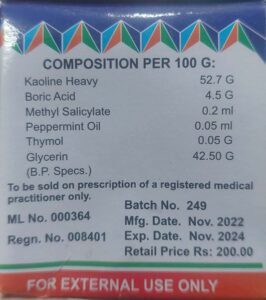 COMPOSITION PER 100 G:
Kaoline Heavy 52.7 G
Boric Acid 4.5 G
Methyl Salicylate 0.2 ml
Peppermint Oil 0.05 ml
Thymol 0.05 G
Glycerin 42.50 G
(B.P. Specs.)
To be sold on prescription of a registered medical
practitioner only.
Batch No. 249
ML No. 000364 Mfg. Date. Nov. 2022
Regn. No. 008401 Exp. Date. Nov. 2024
Retail Price Rs: 200.00
FOR EXTERNAL USE ONLY